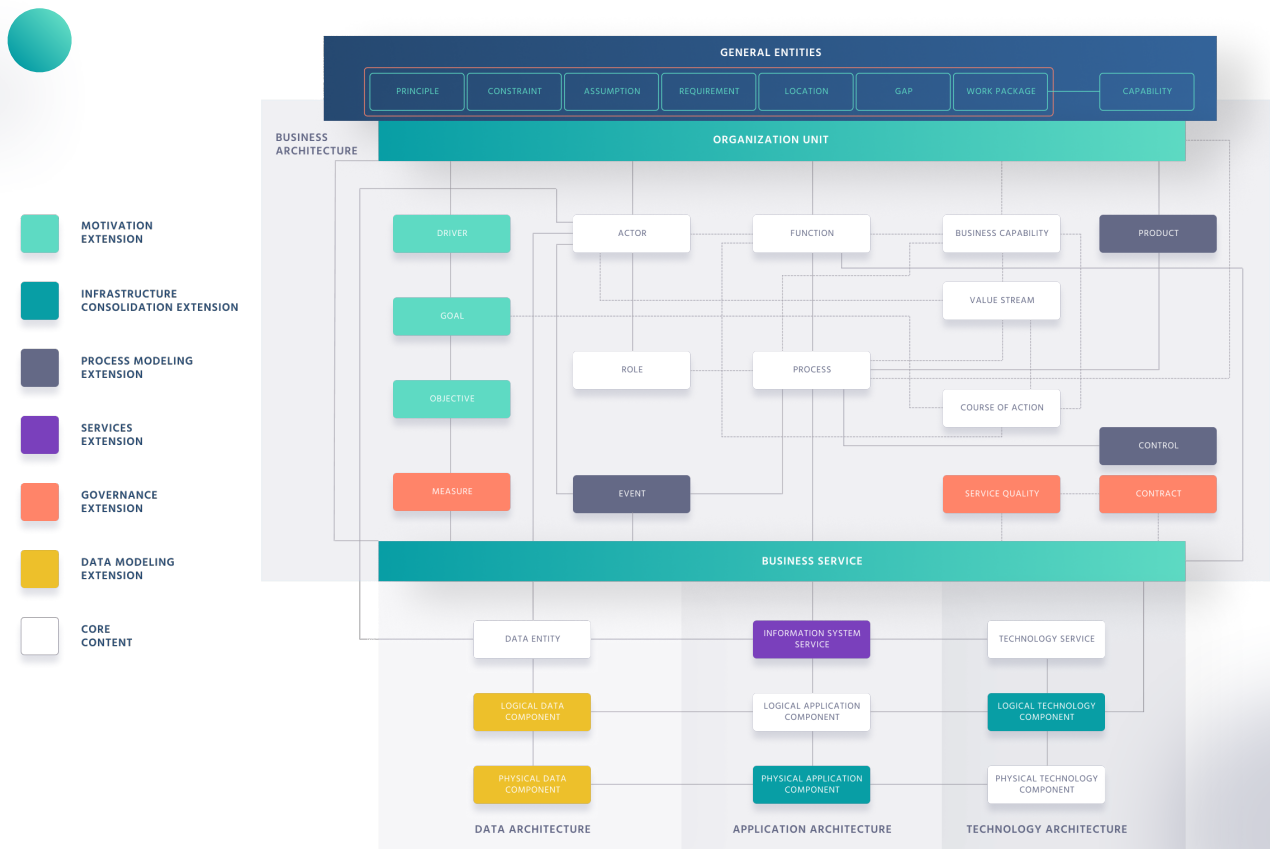 GENERAL ENTITIES
PRINCIPLE
CONSTRAINT
ASSUMPTION
REQUIREMENT
LOCATION
GAP
WORK PACKAGE
CAPABILITY
BUSINESS
ARCHITECTURE
ORGANIZATION UNIT
MOTIVATION
EXTENSION
INFRASTRUCTURE
CONSOLIDATION EXTENSION
PROCESS MODELING
EXTENSION
SERVICES
EXTENSION
GOVERNANCE
EXTENSION
DATA MODELING
EXTENSION
CORE
CONTENT
DRIVER
ACTOR
FUNCTION
BUSINESS CAPABILITY
PRODUCT
VALUE STREAM
GOAL
ROLE
PROCESS
OBJECTIVE
COURSE OF ACTION
CONTROL
MEASURE
EVENT
SERVICE QUALITY
CONTRACT
BUSINESS SERVICE
DATA ENTITY
INFORMATION SYSTEM
SERVICE
TECHNOLOGY SERVICE
LOGICAL DATA
COMPONENT
LOGICAL APPLICATION
COMPONENT
LOGICAL TECHNOLOGY
COMPONENT
PHYSICAL DATA
COMPONENT
PHYSICAL APPLICATION
COMPONENT
PHYSICAL TECHNOLOGY
COMPONENT
DATA ARCHITECTURE
APPLICATION ARCHITECTURE
TECHNOLOGY ARCHITECTURE